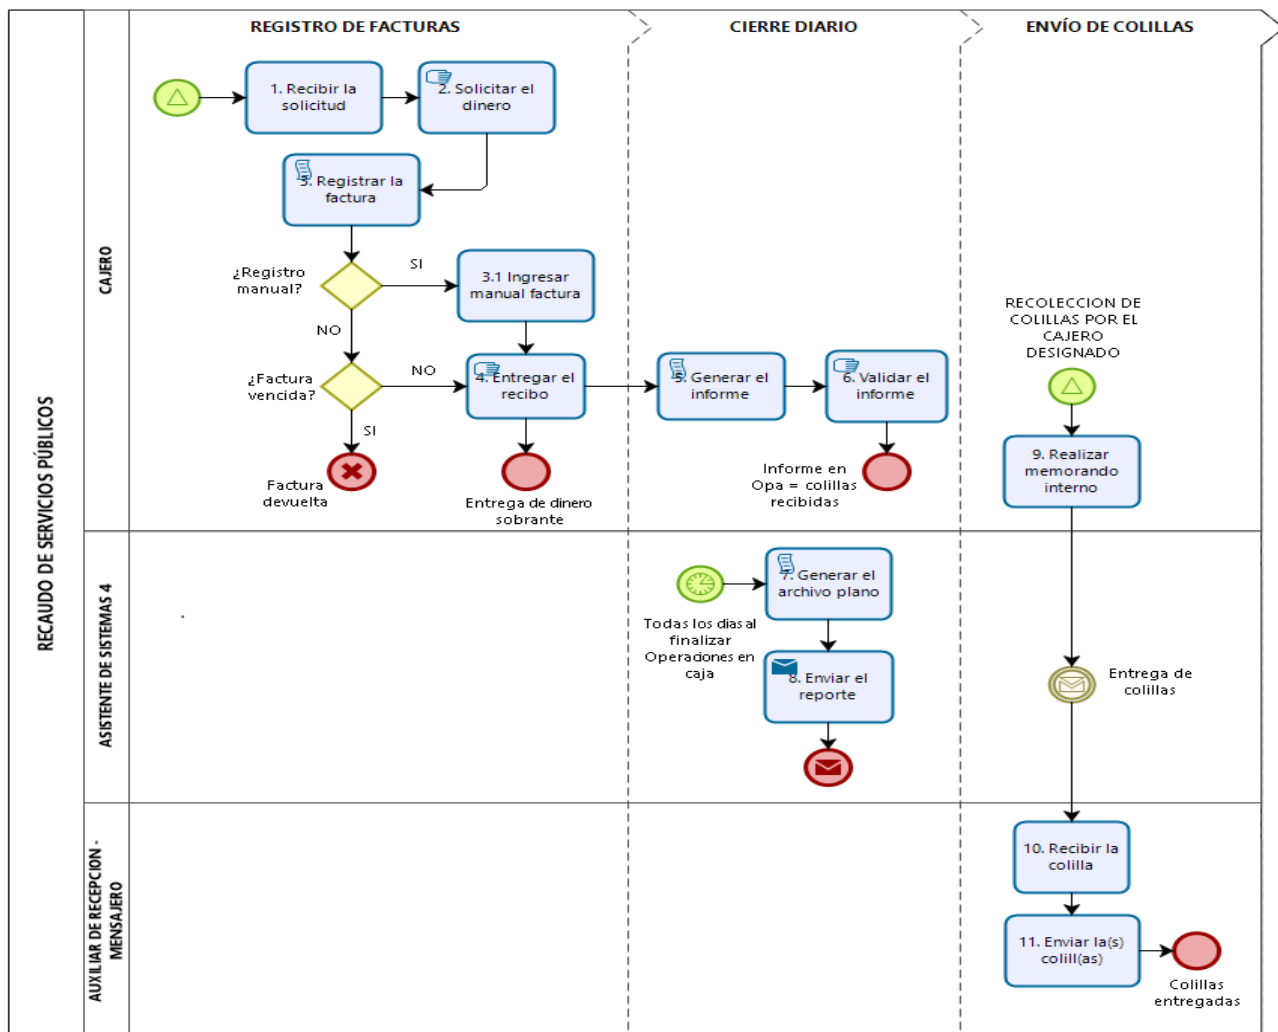 REGISTRO DE FACTURAS
CIERRE DIARIO
ENVÍO DE COLILLAS
RECAUDO DE SERVICIOS PÚBLICOS
CAJERO
1. Recibir la
solicitud
2. Solicitar el
dinero
3. Registrar la
factura
¿Registro
manual?
SI
3.1 Ingresar
manual factura
NO
¿Factura
vencida?
NO
4. Entregar el
recibo
SI
Factura
devuelta
Entrega de dinero
sobrante
5. Generar el
informe
6. Validar el
informe
Informe en
Opa = colillas
recibidas
RECOLECCION DE
COLILLAS POR EL
CAJERO
DESIGNADO
9. Realizar
memorando
interno
ASISTENTE DE SISTEMAS 4
7. Generar el
archivo plano
Todas los dias al
finalizar
Operaciones en
caja
8. Enviar el
reporte
Entrega de
colillas
AUXILIAR DE RECEPCION -
MENSAJERO
10. Recibir la
colilla
11. Enviar la(s)
colill(as)
Colillas
entregadas